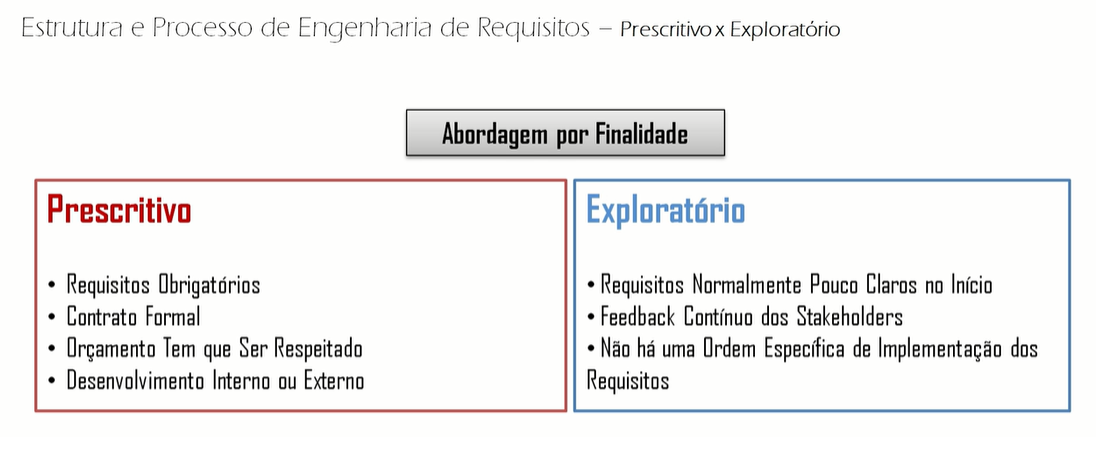 Estrutura e Processo de Engenharia de Requisitos – Prescritivo x Exploratório
Abordagem por Finalidade
Prescritivo
• Requisitos Obrigatórios
• Contrato Formal
• Orçamento Tem que Ser Respeitado
• Desenvolvimento Interno ou Externo
Exploratório
• Requisitos Normalmente Pouco Claros no Início
• Feedback Contínuo dos Stakeholders
• Não há uma Ordem Específica de Implementação dos
Requisitos